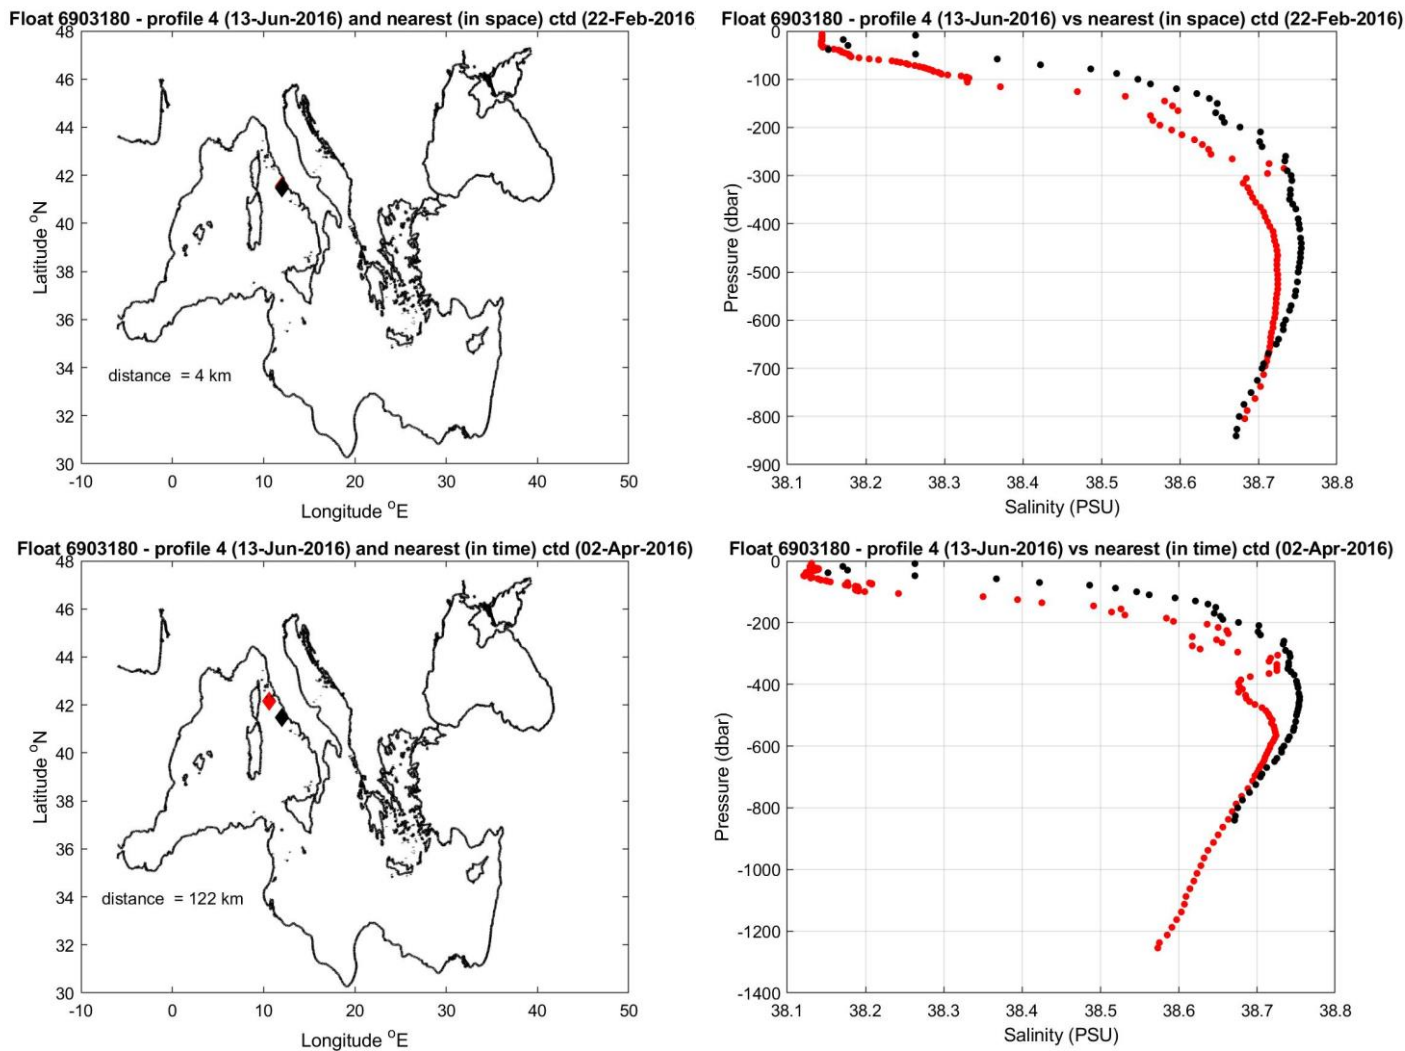 Float 6903180 - profile 4 (13-Jun-2016) and nearest (in space) ctd (22-Feb-2016
48
46
44
42
40
38
36
34
32
30
Latitude °N
distance = 4 km
-10 0 10 20 30 40 50
Longitude °E
Float 6903180 - profile 4 (13-Jun-2016) vs nearest (in space) ctd (22-Feb-2016)
0
-100
-200
-300
-400
-500
-600
-700
-800
-900
Pressure (dbar)
38.1 38.2 38.3 38.4 38.5 38.6 38.7 38.8
Salinity (PSU)
Float 6903180 - profile 4 (13-Jun-2016) and nearest (in time) ctd (02-Apr-2016)
48
46
44
42
40
38
36
34
32
30
Latitude °N
distance = 122 km
-10 0 10 20 30 40 50
Longitude °E
Float 6903180 - profile 4 (13-Jun-2016) vs nearest (in time) ctd (02-Apr-2016)
0
-200
-400
-600
-800
-1000
-1200
-1400
Pressure (dbar)
38.1 38.2 38.3 38.4 38.5 38.6 38.7 38.8
Salinity (PSU)